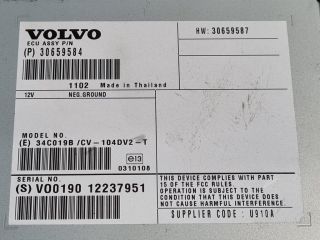 VOLVO
ECU ASSY P/N
(P) 30659584
HW: 30659587
1102 Made in Thailand
12V NEG.GROUND
MODEL NO.
(E) 34C019B /CV-104DV2-T
e13
0310108
SERIAL NO.
(S) V00190 12237951
THIS DEVICE COMPLIES WITH PART
15 OF THE FCC RULES.
OPERATION IS SUBJECT TO THE
CONDITION THAT THIS DEVICE DOES
NOT CAUSE HARMFUL INTERFERENCE.
SUPPLIER CODE : U91QA